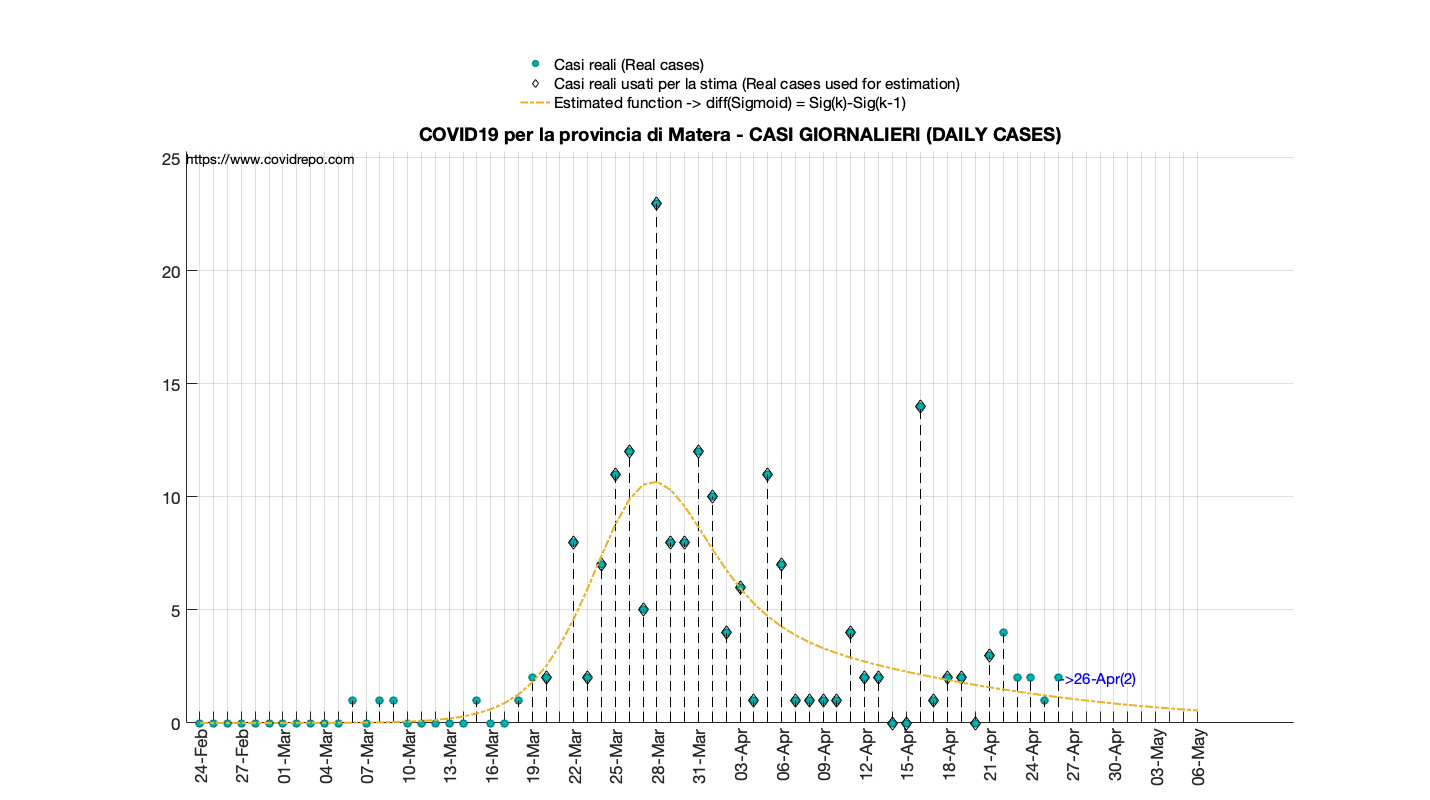 Casi reali (Real cases)
Casi reali usati per la stima (Real cases used for estimation)
Estimated function -> diff(Sigmoid) = Sig(k)-Sig(k-1)
COVID19 per la provincia di Matera - CASI GIORNALIERI (DAILY CASES)
https://www.covidrepo.com
25
20
15
10
5
0
->26-Apr(2)
24-Feb
27-Feb
01-Mar
04-Mar
07-Mar
10-Mar
13-Mar
16-Mar
19-Mar
22-Mar
25-Mar
28-Mar
31-Mar
03-Apr
06-Apr
09-Apr
12-Apr
15-Apr
18-Apr
21-Apr
24-Apr
27-Apr
30-Apr
03-May
06-May